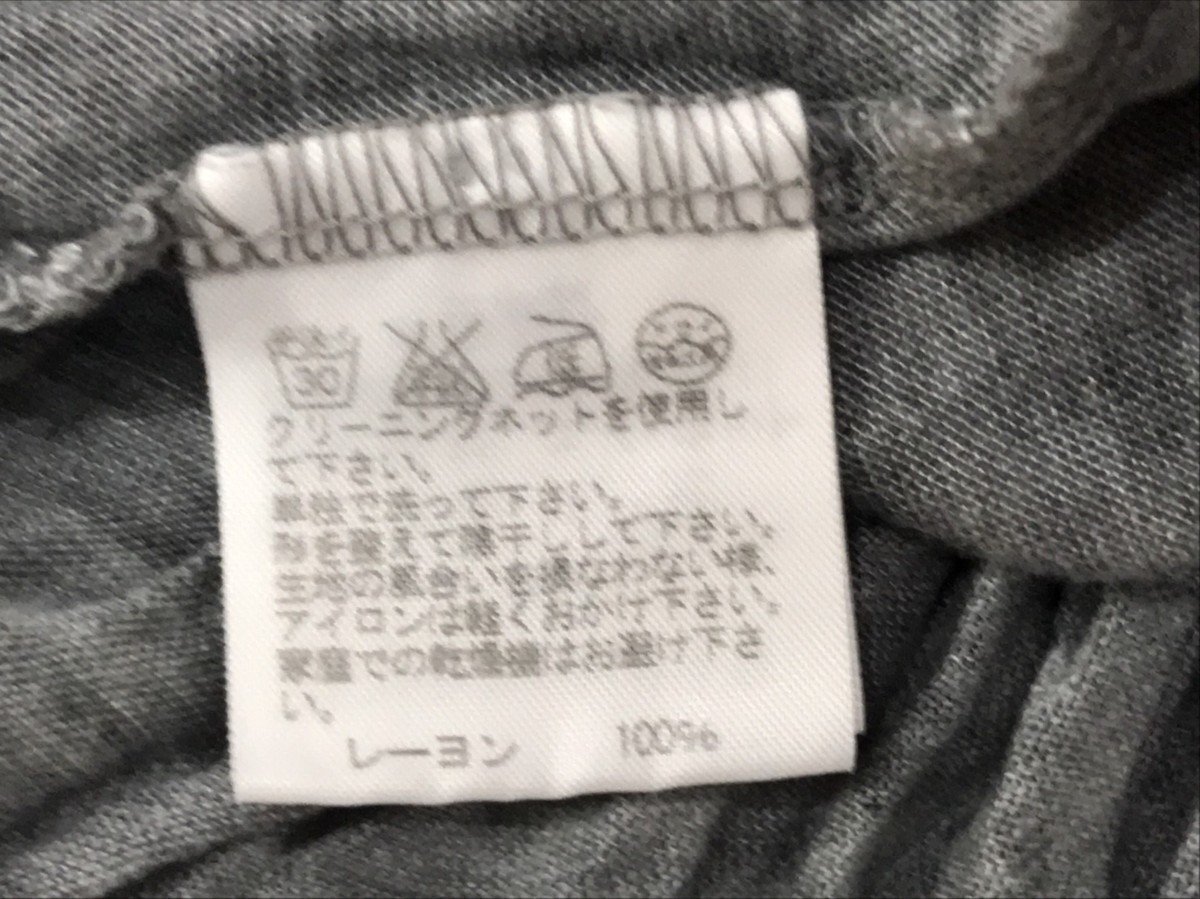 30
クリーニングネットを使用し
て下さい。
単独で洗って下さい。
形を整えて陰干しして下さい。
生地の風合いを損なわない様、
アイロンは軽くおかけ下さい。
家庭での乾燥機はお避け下さ
い。
レーヨン 100%